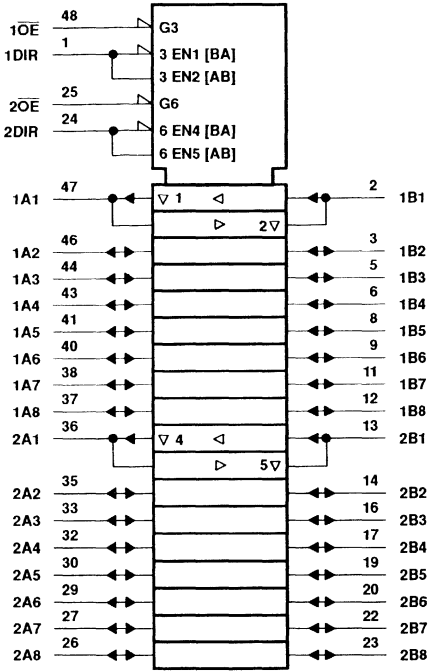 48
1OE G3
1
1DIR 3 EN1 [BA]
3 EN2 [AB]
25
2OE G6
24
2DIR 6 EN4 [BA]
6 EN5 [AB]
47 2
1A1 ▽ 1 ◁ 1B1
▷ 2 ▽
46 3
1A2 1B2
44 5
1A3 1B3
43 6
1A4 1B4
41 8
1A5 1B5
40 9
1A6 1B6
38 11
1A7 1B7
37 12
1A8 1B8
36 13
2A1 ▽ 4 ◁ 2B1
▷ 5 ▽
35 14
2A2 2B2
33 16
2A3 2B3
32 17
2A4 2B4
30 19
2A5 2B5
29 20
2A6 2B6
27 22
2A7 2B7
26 23
2A8 2B8